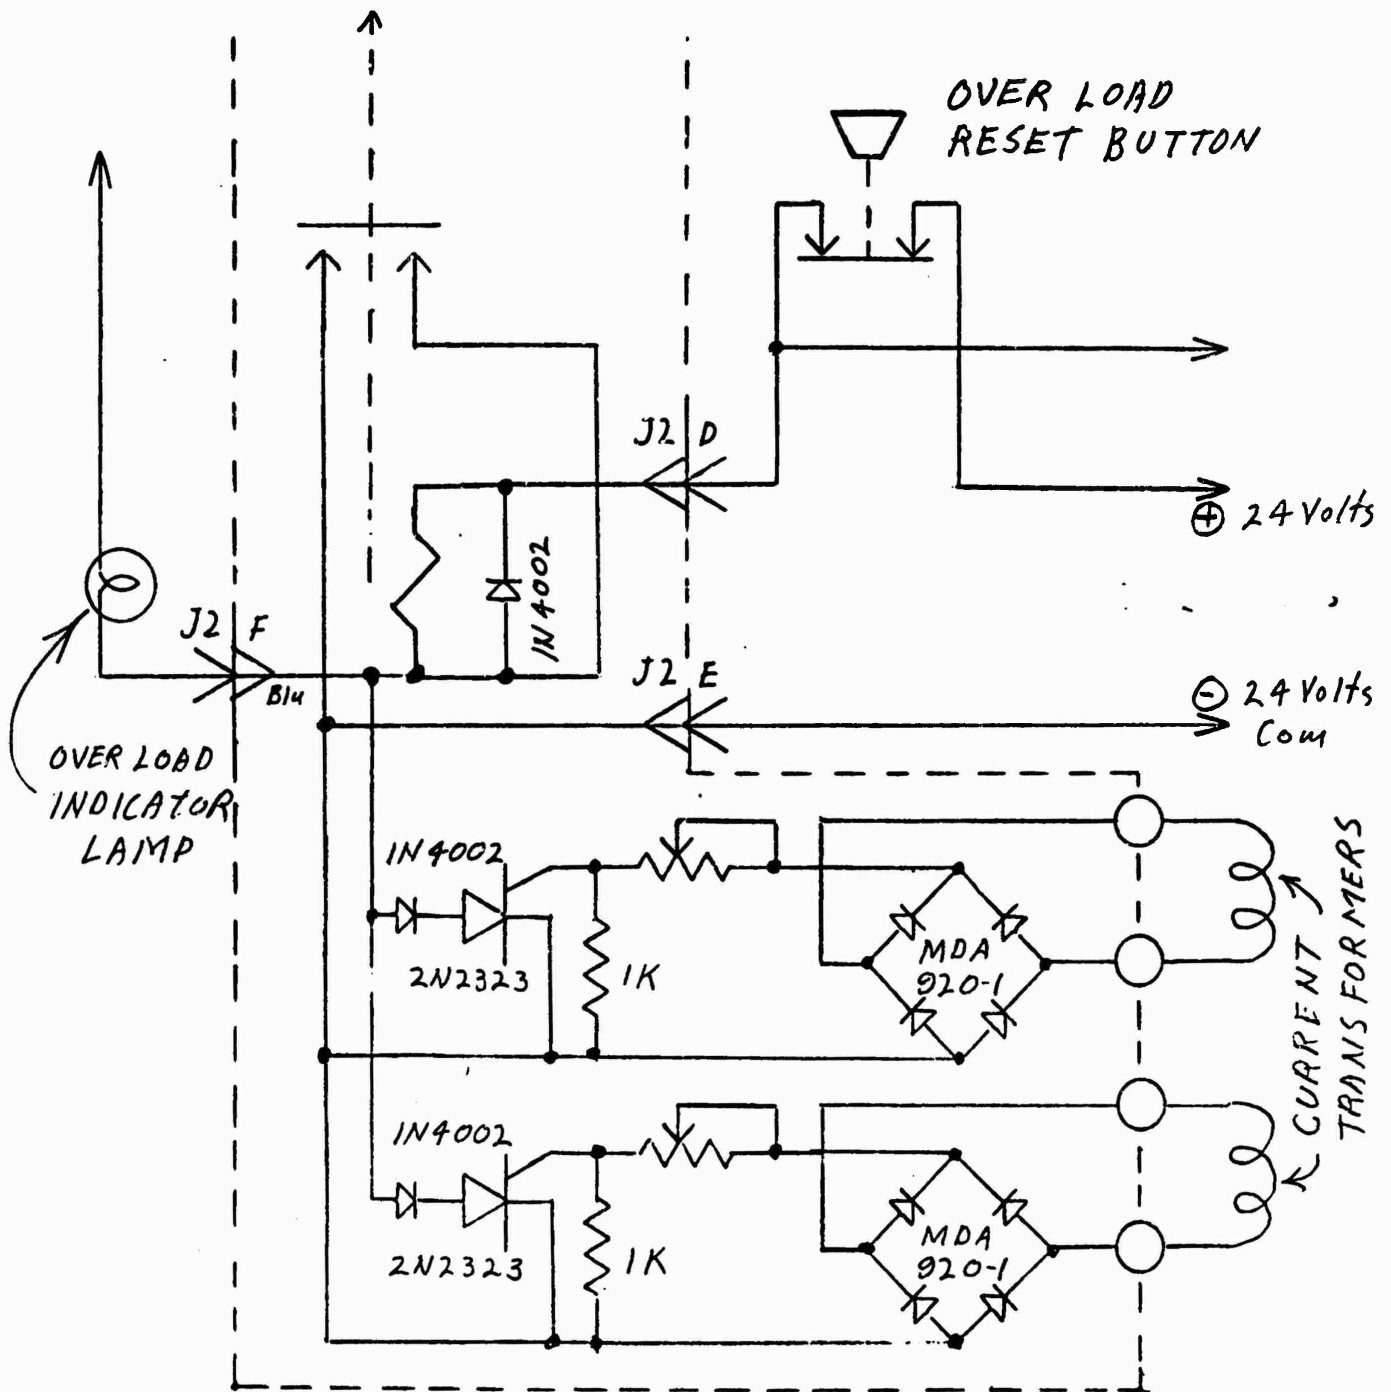 OVER LOAD
RESET BUTTON
J2 D
⊕ 24 Volts
1N4002
J2 F
Blu
J2 E
⊖ 24 Volts
Com
OVER LOAD
INDICATOR
LAMP
1N4002
2N2323
1K
MDA
920-1
CURRENT
TRANSFORMERS
1N4002
2N2323
1K
MDA
920-1